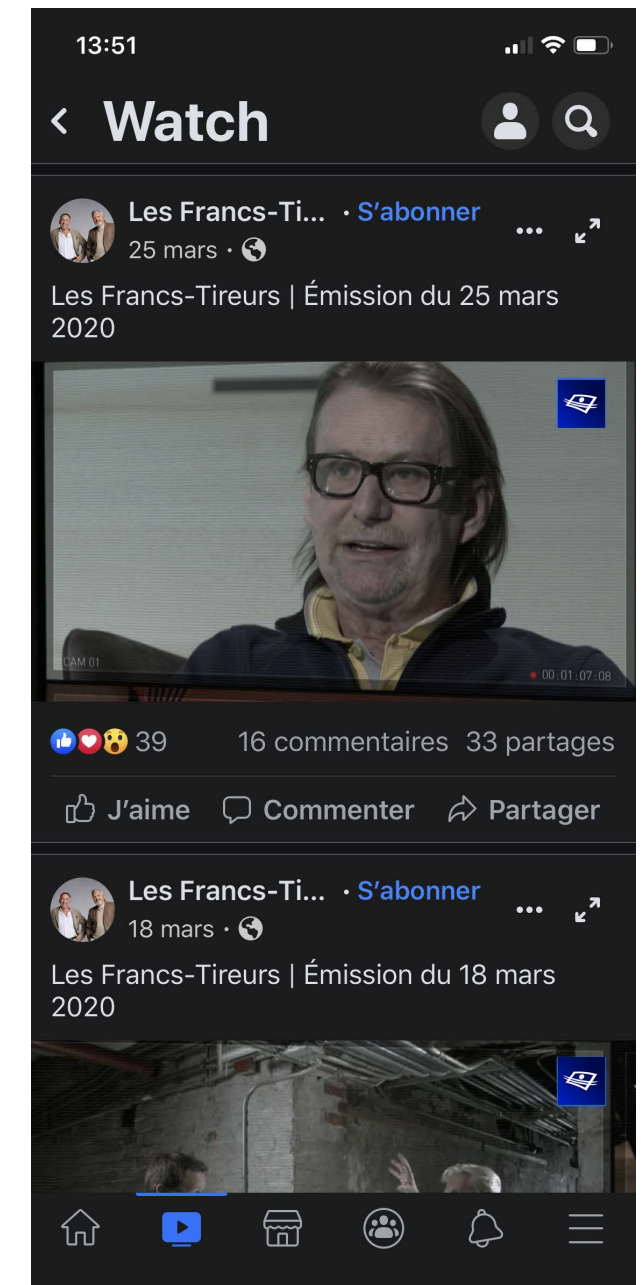 13:51
Watch
Les Francs-Ti... · S'abonner
25 mars ·
Les Francs-Tireurs | Émission du 25 mars
2020
CAM 01
00:01:07:08
39 16 commentaires 33 partages
J'aime Commenter Partager
Les Francs-Ti... · S'abonner
18 mars ·
Les Francs-Tireurs | Émission du 18 mars
2020